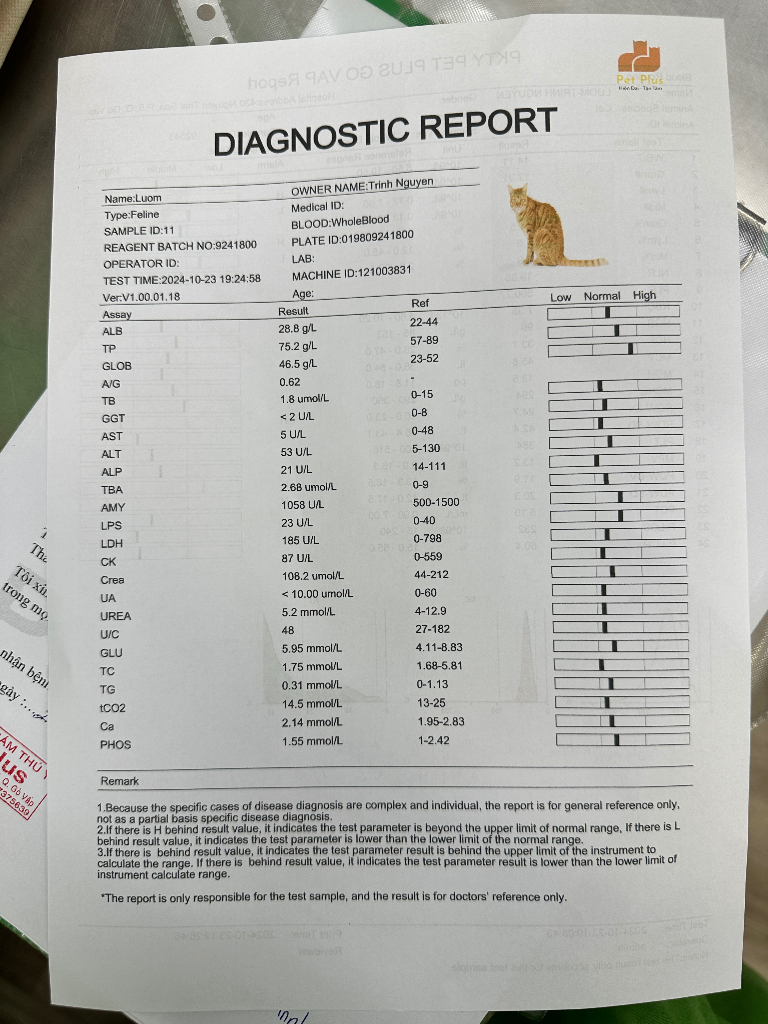 Pet Plus
Hiện Đại - Tận Tâm
DIAGNOSTIC REPORT
Name:Luom OWNER NAME:Trinh Nguyen
Type:Feline Medical ID:
SAMPLE ID:11 BLOOD:WholeBlood
REAGENT BATCH NO:9241800 PLATE ID:019809241800
OPERATOR ID: LAB:
TEST TIME:2024-10-23 19:24:58 MACHINE ID:121003831
Ver:V1.00.01.18 Age:
Assay Result Ref Low Normal High
ALB 28.8 g/L 22-44
TP 75.2 g/L 57-89
GLOB 46.5 g/L 23-52
A/G 0.62 -
TB 1.8 umol/L 0-15
GGT < 2 U/L 0-8
AST 5 U/L 0-48
ALT 53 U/L 5-130
ALP 21 U/L 14-111
TBA 2.68 umol/L 0-9
AMY 1058 U/L 500-1500
LPS 23 U/L 0-40
LDH 185 U/L 0-798
CK 87 U/L 0-559
Crea 108.2 umol/L 44-212
UA < 10.00 umol/L 0-60
UREA 5.2 mmol/L 4-12.9
U/C 48 27-182
GLU 5.95 mmol/L 4.11-8.83
TC 1.75 mmol/L 1.68-5.81
TG 0.31 mmol/L 0-1.13
tCO2 14.5 mmol/L 13-25
Ca 2.14 mmol/L 1.95-2.83
PHOS 1.55 mmol/L 1-2.42
Remark
1.Because the specific cases of disease diagnosis are complex and individual, the report is for general reference only,
not as a partial basis specific disease diagnosis.
2.If there is H behind result value, it indicates the test parameter is beyond the upper limit of normal range, If there is L
behind result value, it indicates the test parameter is lower than the lower limit of the normal range.
3.If there is behind result value, it indicates the test parameter result is behind the upper limit of the instrument to
calculate the range. If there is behind result value, it indicates the test parameter result is lower than the lower limit of
instrument calculate range.
*The report is only responsible for the test sample, and the result is for doctors' reference only.
Tôi xin
trong mọ
nhận bện
gày :
ÁM THÚ Y
lus
Q. Gò Vấp